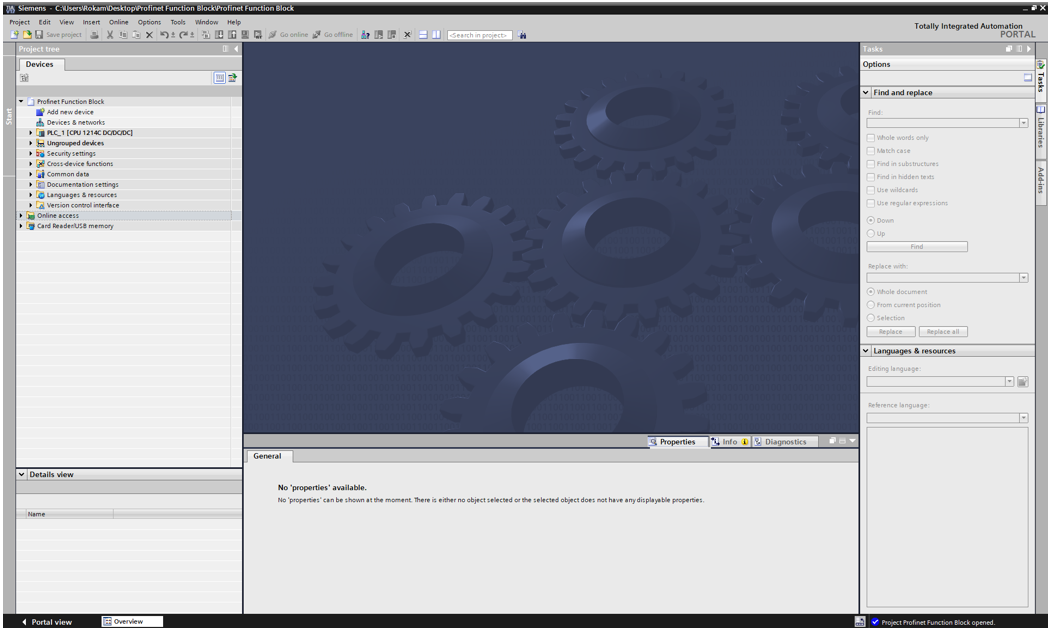 Siemens - C:\Users\Rokam\Desktop\Profinet Function Block\Profinet Function Block
Project Edit View Insert Online Options Tools Window Help
Totally Integrated Automation
PORTAL
Save project
Go online
Go offline
<Search in project>
Project tree
Devices
Start
Profinet Function Block
Add new device
Devices & networks
PLC_1 [CPU 1214C DC/DC/DC]
Ungrouped devices
Security settings
Cross-device functions
Common data
Documentation settings
Languages & resources
Version control interface
Online access
Card Reader/USB memory
Details view
Name
Properties
Info
Diagnostics
General
No 'properties' available.
No 'properties' can be shown at the moment. There is either no object selected or the selected object does not have any displayable properties.
Tasks
Options
Find and replace
Find:
Whole words only
Match case
Find in substructures
Find in hidden texts
Use wildcards
Use regular expressions
Down
Up
Find
Replace with:
Whole document
From current position
Selection
Replace
Replace all
Languages & resources
Editing language:
Reference language:
Tasks
Libraries
Add-ins
Portal view
Overview
Project Profinet Function Block opened.